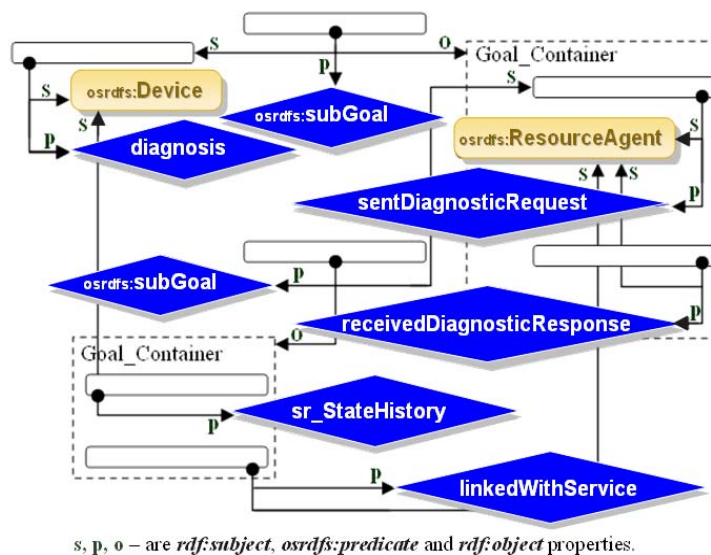 s
o
p
Goal_Container
s
osrdfs:Device
s
s
osrdfs:subGoal
osrdfs:ResourceAgent
s
p
diagnosis
s
s
s
p
sentDiagnosticRequest
osrdfs:subGoal
p
receivedDiagnosticResponse
p
o
Goal_Container
sr_StateHistory
p
p
linkedWithService
s, p, o – are rdf:subject, osrdfs:predicate and rdf:object properties.